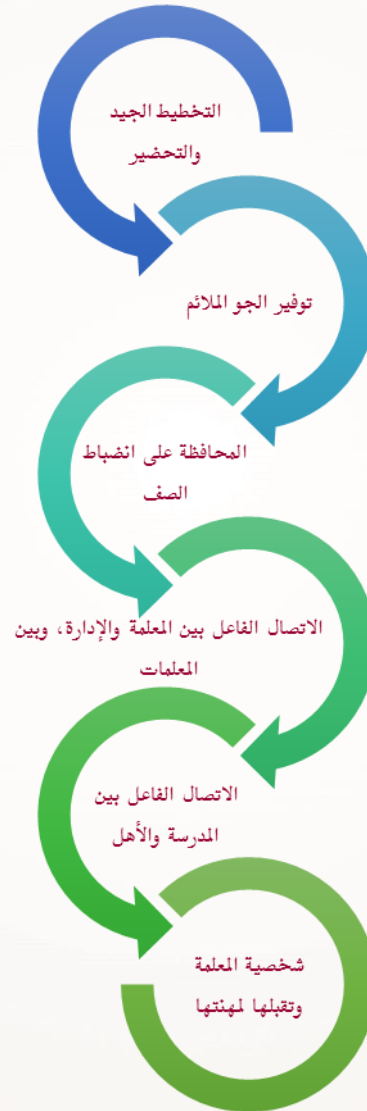 التخطيط الجيد
والتحضير
توفير الجو الملائم
المحافظة على انضباط
الصف
الاتصال الفاعل بين المعلمة والإدارة، وبين
المعلمات
الاتصال الفاعل بين
المدرسة والأهل
شخصية المعلمة
وتقبلها لمهنتها